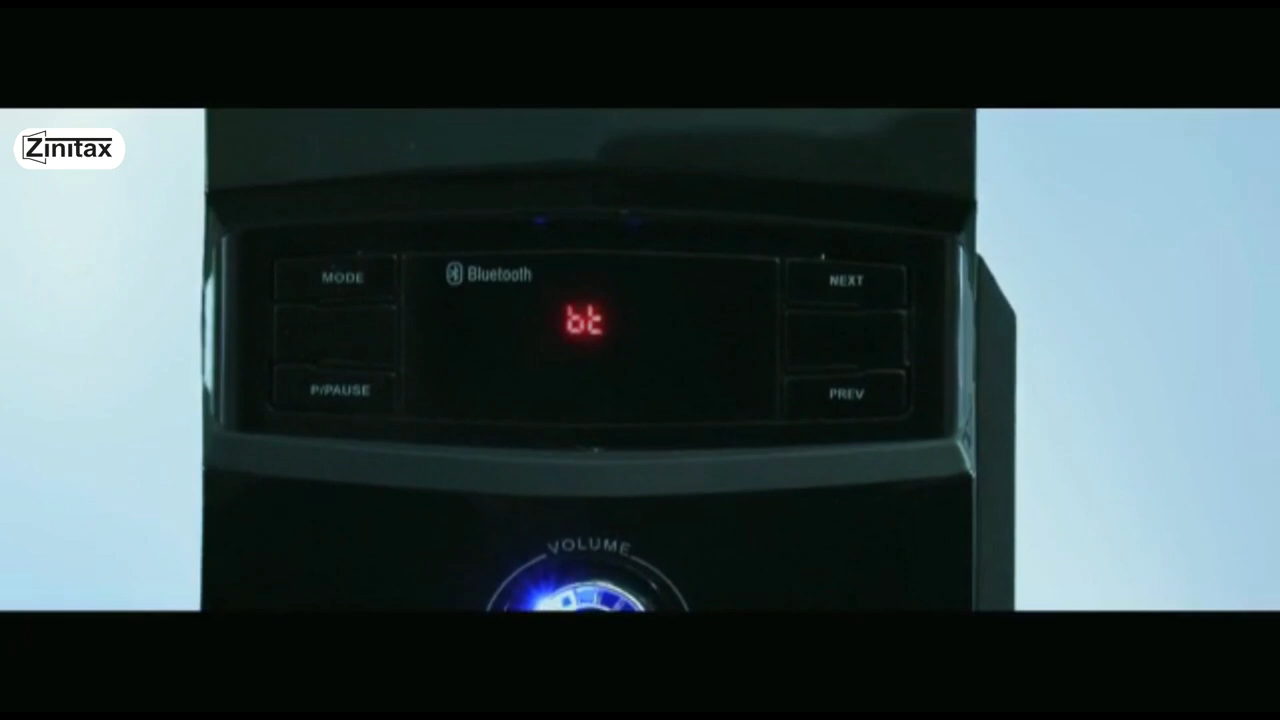 Zinitax
MODE
Bluetooth
NEXT
bt
P/PAUSE
PREV
VOLUME